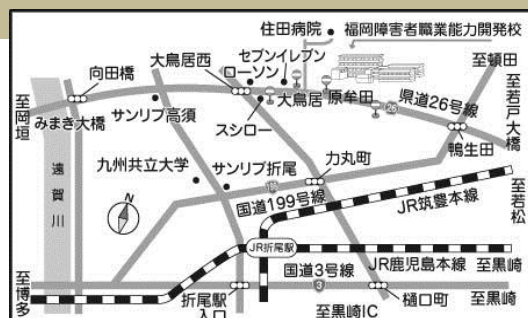 住田病院
福岡障害者職業能力開発校
セブンイレブン
大鳥居西
ローソン
至頓田
向田橋
至岡垣
大鳥居
原牟田
県道26号線
26
至若戸大橋
みまき大橋
サンリブ高須
スシロー
鴨生田
九州共立大学
サンリブ折尾
力丸町
遠賀川
N
199
国道199号線
JR筑豊本線
至若松
JR折尾駅
国道3号線
3
JR鹿児島本線
至黒崎
至博多
折尾駅
入口
至黒崎IC
樋口町
至黒崎